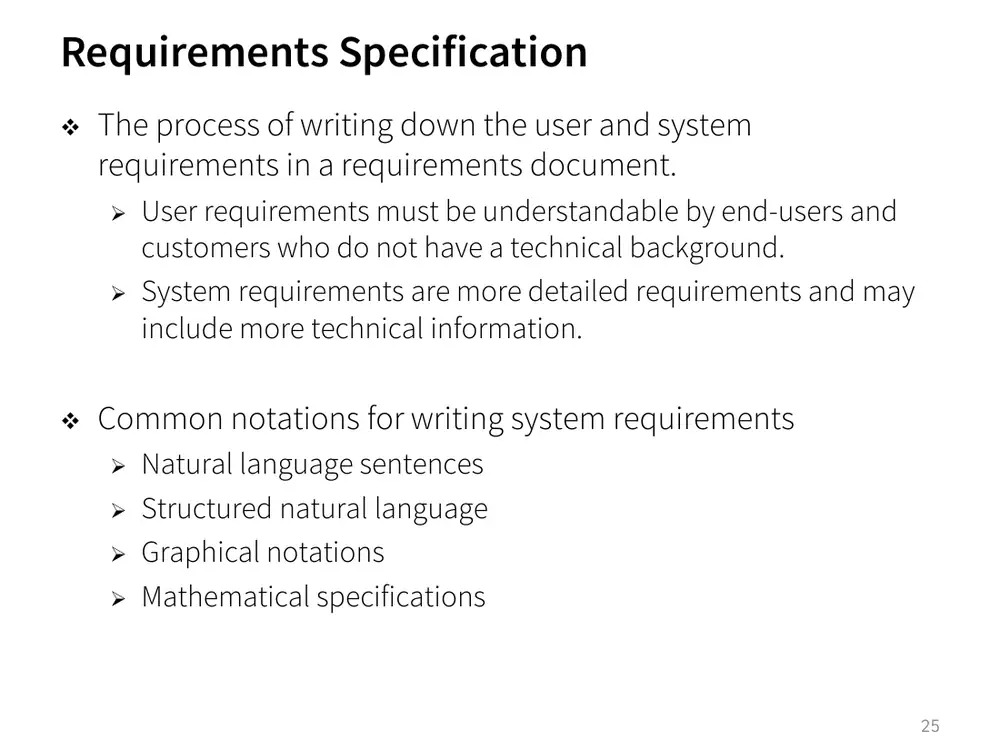 Requirements Specification
❖ The process of writing down the user and system
requirements in a requirements document.
➢ User requirements must be understandable by end-users and
customers who do not have a technical background.
➢ System requirements are more detailed requirements and may
include more technical information.
❖ Common notations for writing system requirements
➢ Natural language sentences
➢ Structured natural language
➢ Graphical notations
➢ Mathematical specifications
25